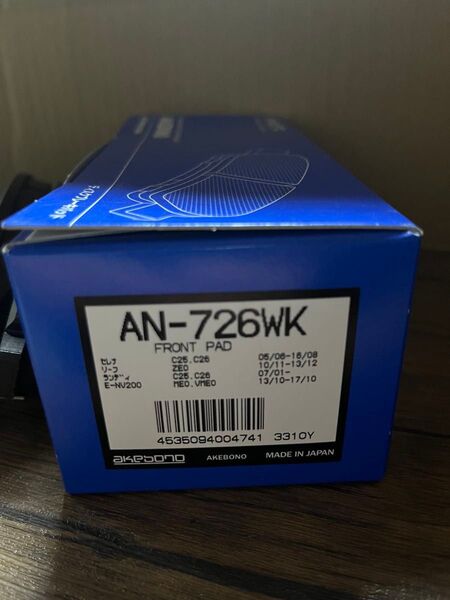 AN-726WK
FRONT PAD
セレナ C25.C26 05/06-16/08
リーフ ZE0 10/11-13/12
ランディ C25.C26 07/01-
E-NV200 ME0.VME0 13/10-17/10
4535094004741 3310Y
akebono AKEBONO MADE IN JAPAN